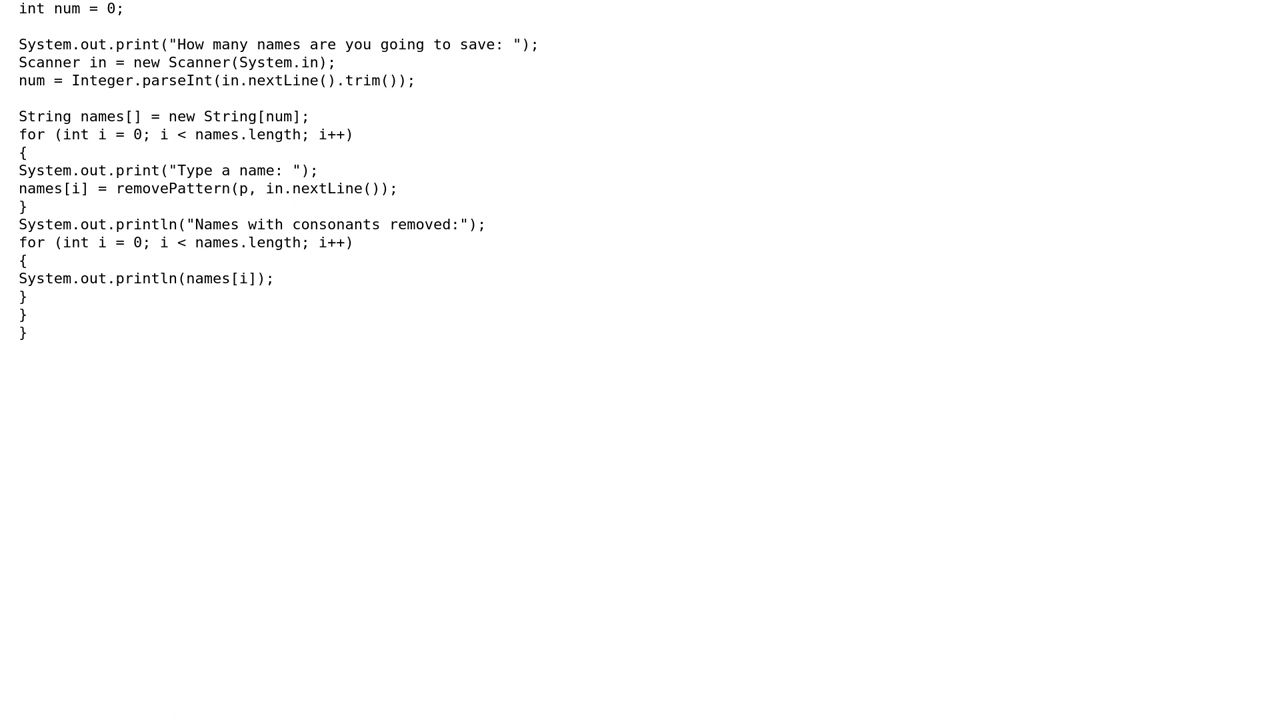 int num = 0;
System.out.print("How many names are you going to save: ");
Scanner in = new Scanner(System.in);
num = Integer.parseInt(in.nextLine().trim());
String names[] = new String[num];
for (int i = 0; i < names.length; i++)
{
System.out.print("Type a name: ");
names[i] = removePattern(p, in.nextLine());
}
System.out.println("Names with consonants removed:");
for (int i = 0; i < names.length; i++)
{
System.out.println(names[i]);
}
}
}